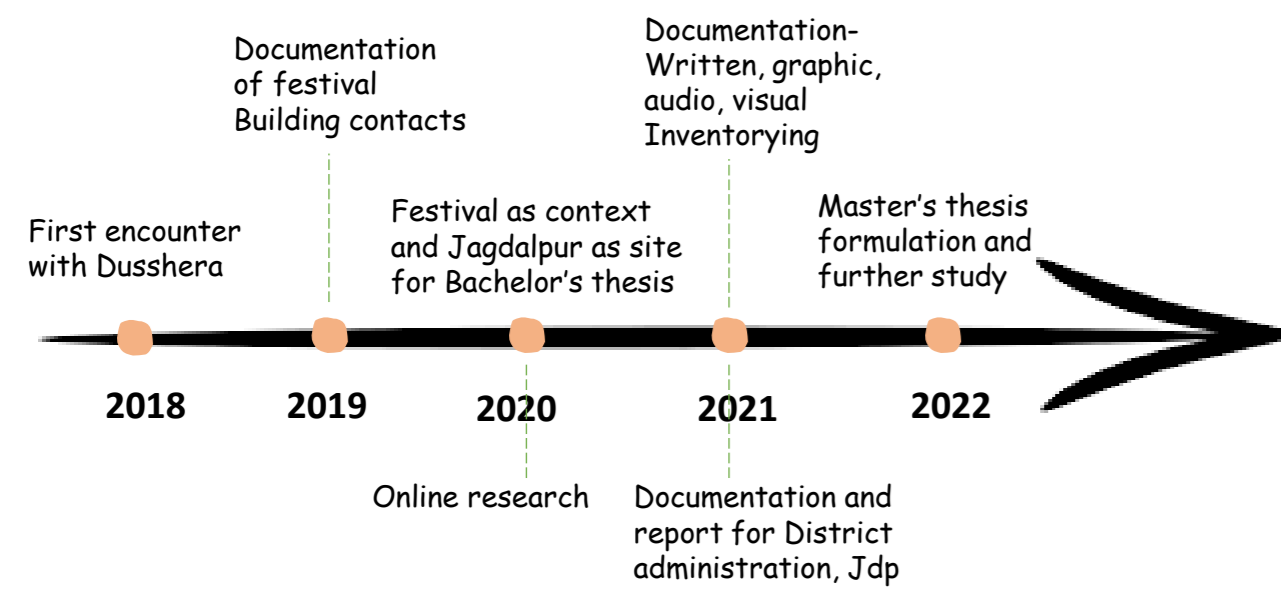 First encounter
with Dusshera
Documentation
of festival
Building contacts
Festival as context
and Jagdalpur as site
for Bachelor's thesis
Documentation-
Written, graphic,
audio, visual
Inventorying
Master's thesis
formulation and
further study
2018
2019
2020
2021
2022
Online research
Documentation and
report for District
administration, Jdp